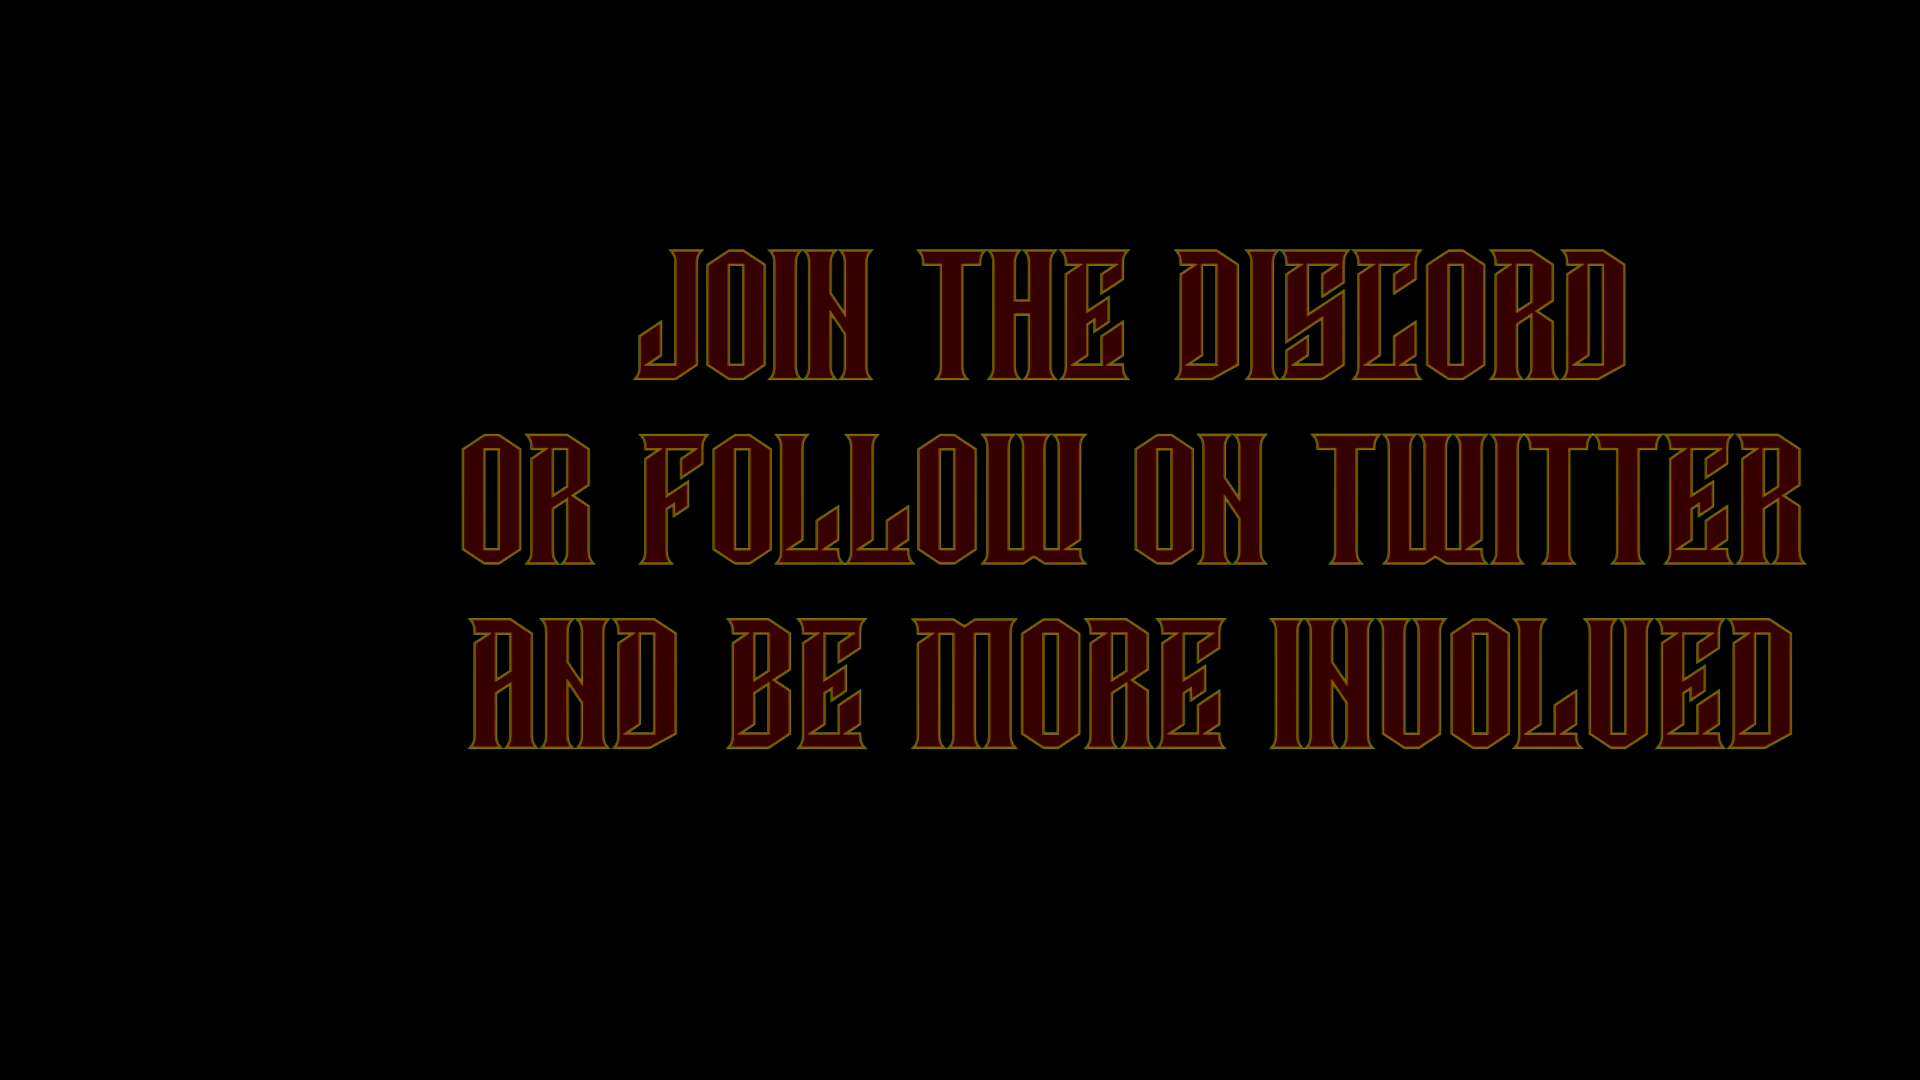 JOIN THE DISCORD
OR FOLLOW ON TWITTER
AND BE MORE INVOLVED